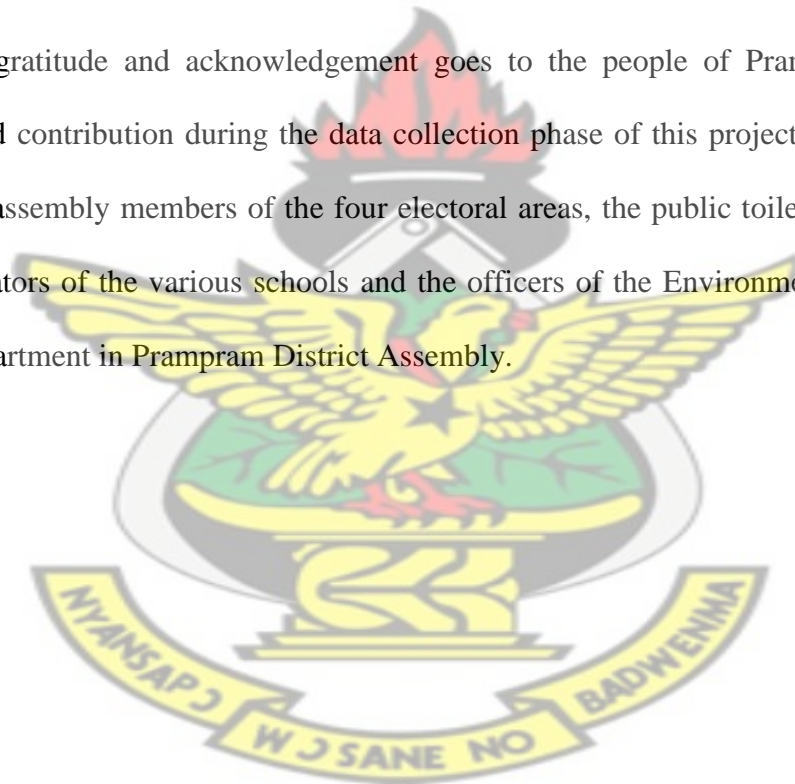 gratitude and acknowledgement goes to the people of Pram
d contribution during the data collection phase of this project
assembly members of the four electoral areas, the public toile
ators of the various schools and the officers of the Environme
artment in Prampram District Assembly.
NYANSAPƆ WƆSANE NO BADWENMA